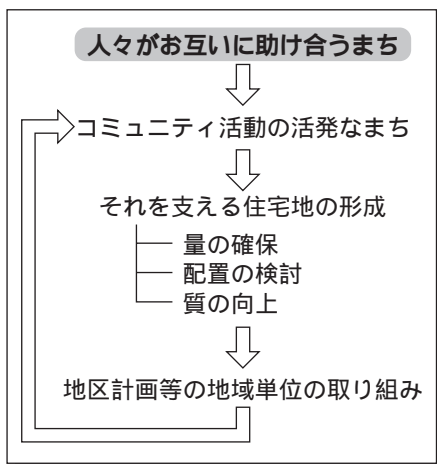 人々がお互いに助け合うまち
コミュニティ活動の活発なまち
それを支える住宅地の形成
量の確保
配置の検討
質の向上
地区計画等の地域単位の取り組み